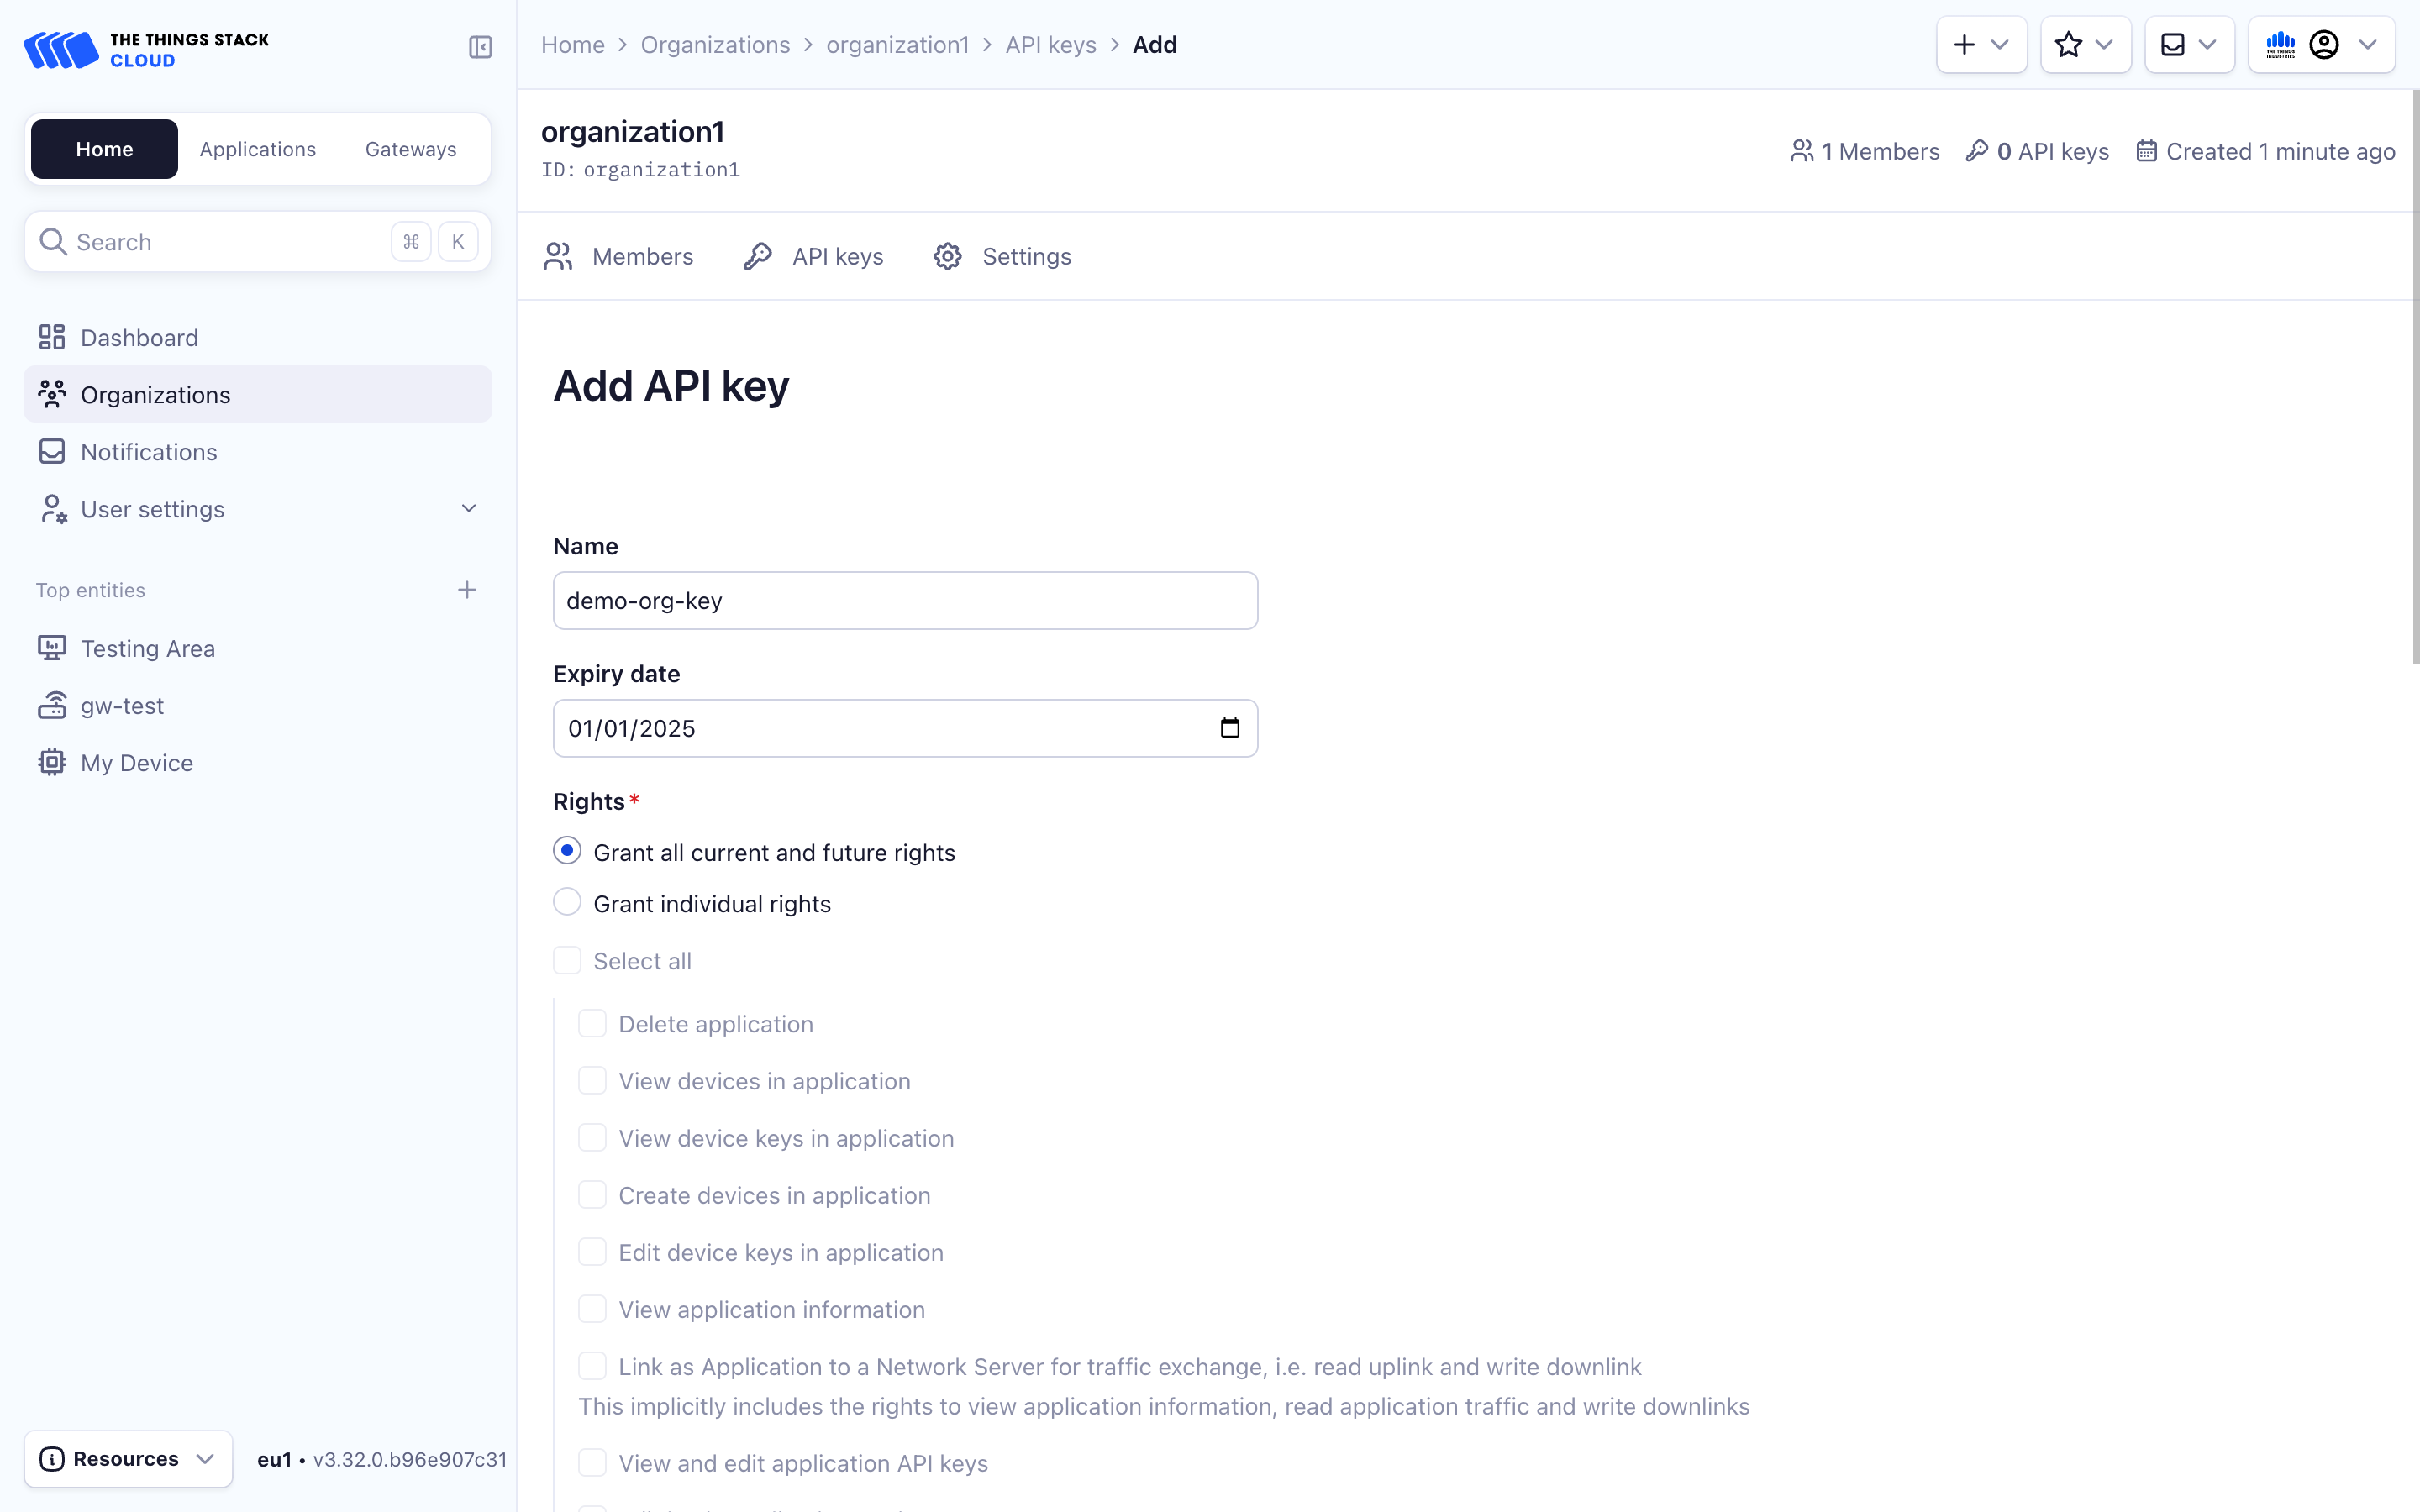 THE THINGS STACK
CLOUD
Home
Applications
Gateways
Search
⌘
K
Dashboard
Organizations
Notifications
User settings
Top entities
Testing Area
gw-test
My Device
Resources
eu1 • v3.32.0.b96e907c31
Home > Organizations > organization1 > API keys > Add
THE THINGS
INDUSTRIES
organization1
ID: organization1
1 Members
0 API keys
Created 1 minute ago
Members
API keys
Settings
Add API key
Name
demo-org-key
Expiry date
01/01/2025
Rights*
Grant all current and future rights
Grant individual rights
Select all
Delete application
View devices in application
View device keys in application
Create devices in application
Edit device keys in application
View application information
Link as Application to a Network Server for traffic exchange, i.e. read uplink and write downlink
This implicitly includes the rights to view application information, read application traffic and write downlinks
View and edit application API keys